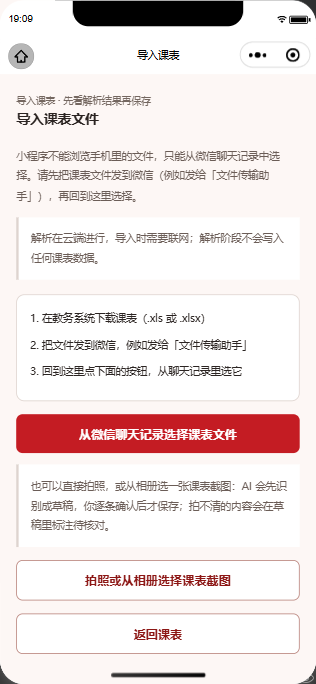 19:09
导入课表
导入课表 · 先看解析结果再保存
导入课表文件
小程序不能浏览手机里的文件，只能从微信聊天记录中选
择。请先把课表文件发到微信（例如发给「文件传输助
手」），再回到这里选择。
解析在云端进行，导入时需要联网；解析阶段不会写入
任何课表数据。
1. 在教务系统下载课表（.xls 或 .xlsx）
2. 把文件发到微信，例如发给「文件传输助手」
3. 回到这里点下面的按钮，从聊天记录里选它
从微信聊天记录选择课表文件
也可以直接拍照，或从相册选一张课表截图：AI 会先识
别成草稿，你逐条确认后才保存；拍不清的内容会在草
稿里标注待核对。
拍照或从相册选择课表截图
返回课表